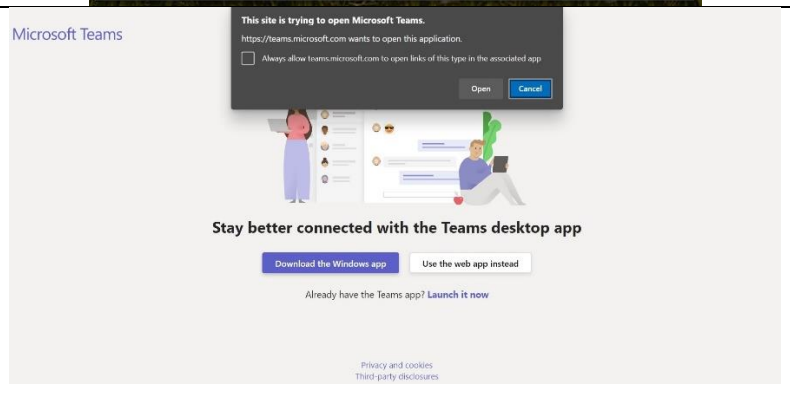 Microsoft Teams
This site is trying to open Microsoft Teams.
https://teams.microsoft.com wants to open this application.
Always allow teams.microsoft.com to open links of this type in the associated app
Open Cancel
Stay better connected with the Teams desktop app
Download the Windows app Use the web app instead
Already have the Teams app? Launch it now
Privacy and cookies
Third-party disclosures